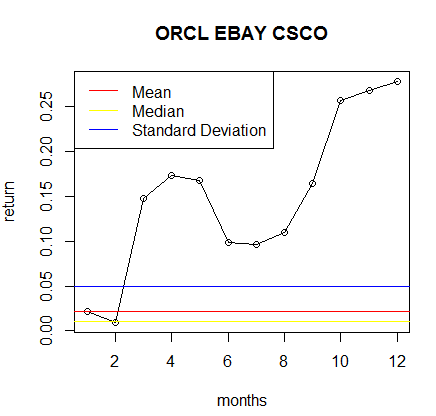 ORCL EBAY CSCO
Mean
Median
Standard Deviation
0.25
0.20
0.15
0.10
0.05
0.00
return
2 4 6 8 10 12
months